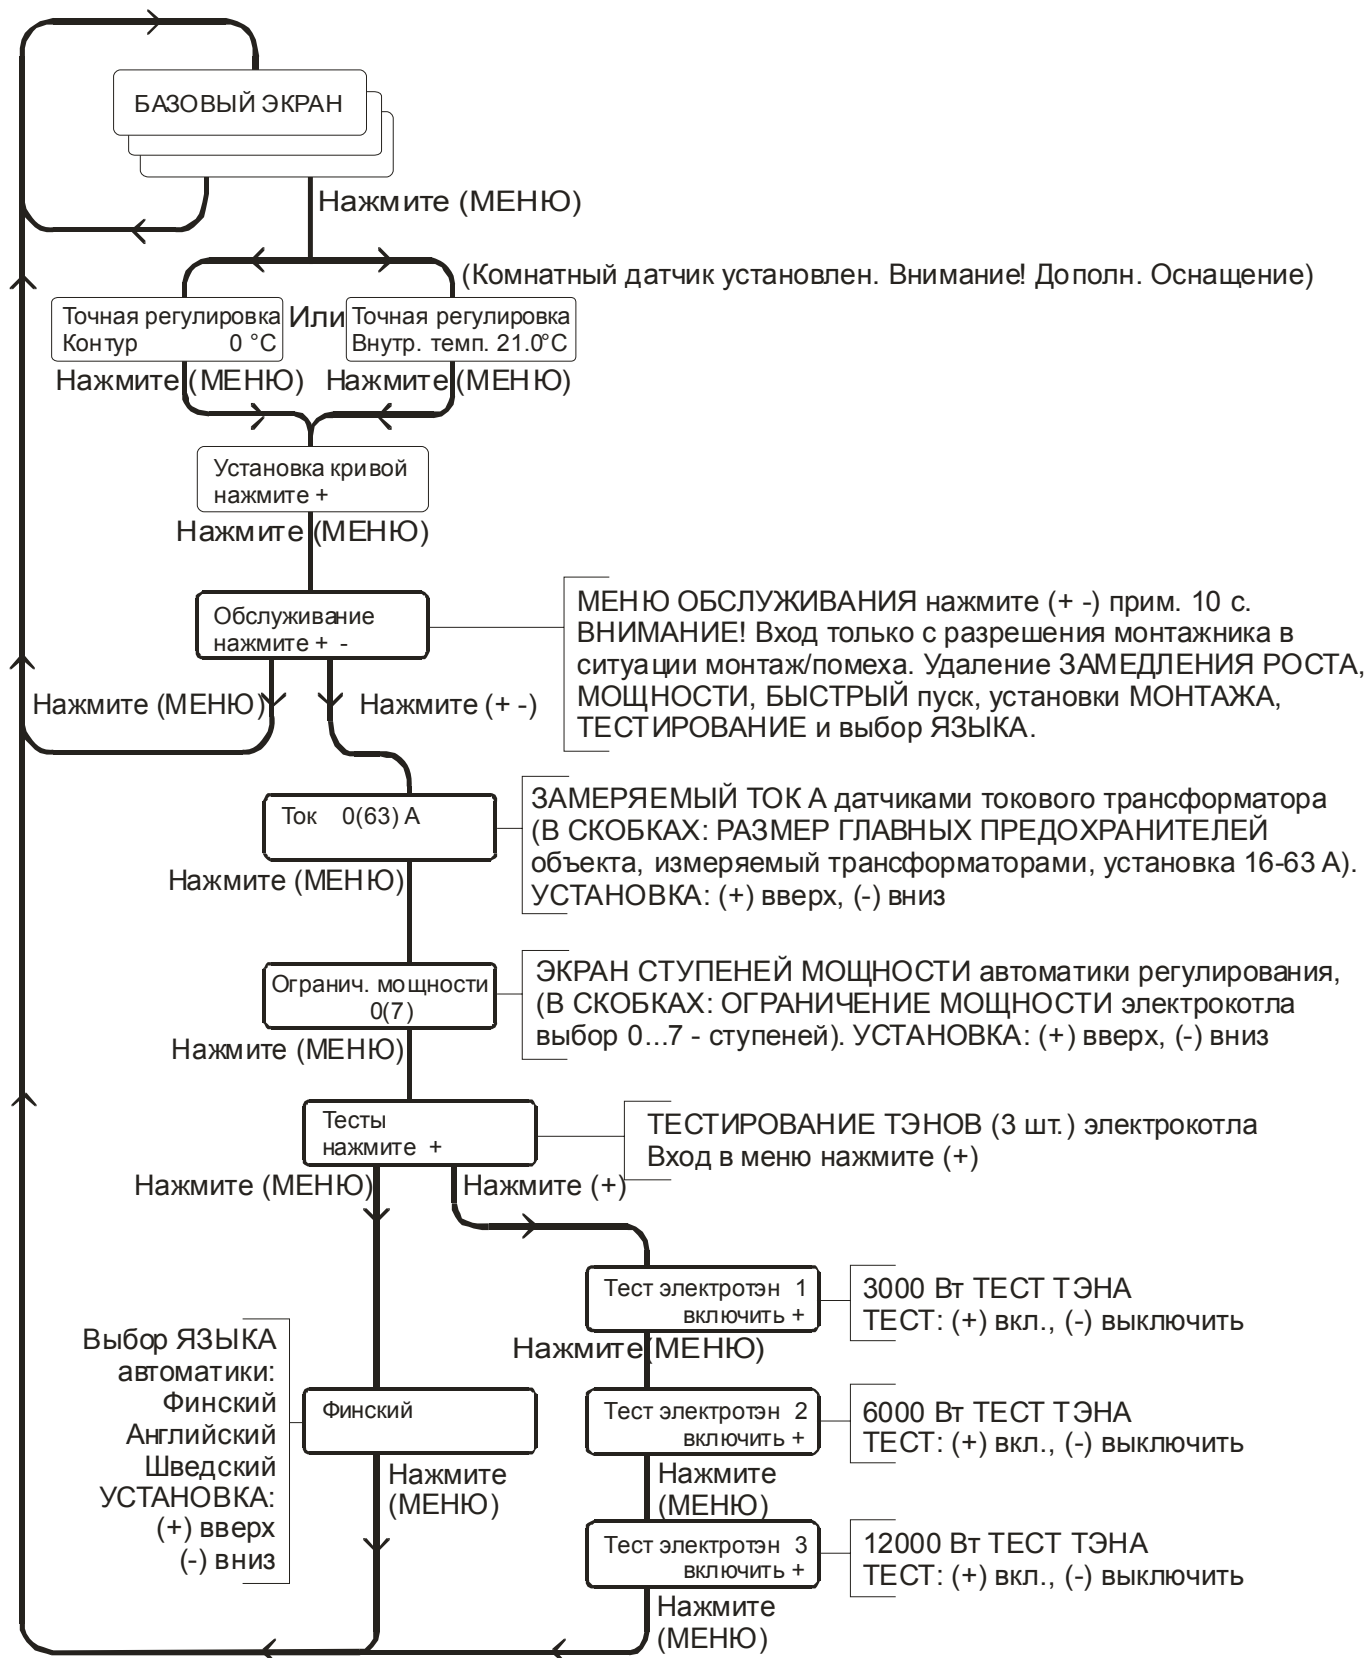 БАЗОВЫЙ ЭКРАН
Нажмите (МЕНЮ)
(Комнатный датчик установлен. Внимание! Дополн. Оснащение)
Точная регулировка
Контур 0 °C
Или
Точная регулировка
Внутр. темп. 21.0°C
Нажмите (МЕНЮ)
Нажмите (МЕНЮ)
Установка кривой
нажмите +
Нажмите (МЕНЮ)
Обслуживание
нажмите + -
МЕНЮ ОБСЛУЖИВАНИЯ нажмите (+ -) прим. 10 с.
ВНИМАНИЕ! Вход только с разрешения монтажника в
ситуации монтаж/помеха. Удаление ЗАМЕДЛЕНИЯ РОСТА,
МОЩНОСТИ, БЫСТРЫЙ пуск, установки МОНТАЖА,
ТЕСТИРОВАНИЕ и выбор ЯЗЫКА.
Нажмите (МЕНЮ)
Нажмите (+ -)
Ток 0(63) А
ЗАМЕРЯЕМЫЙ ТОК А датчиками токового трансформатора
(В СКОБКАХ: РАЗМЕР ГЛАВНЫХ ПРЕДОХРАНИТЕЛЕЙ
объекта, измеряемый трансформаторами, установка 16-63 А).
УСТАНОВКА: (+) вверх, (-) вниз
Нажмите (МЕНЮ)
Огранич. мощности
0(7)
ЭКРАН СТУПЕНЕЙ МОЩНОСТИ автоматики регулирования,
(В СКОБКАХ: ОГРАНИЧЕНИЕ МОЩНОСТИ электрокотла
выбор 0...7 - ступеней). УСТАНОВКА: (+) вверх, (-) вниз
Нажмите (МЕНЮ)
Тесты
нажмите +
ТЕСТИРОВАНИЕ ТЭНОВ (3 шт.) электрокотла
Вход в меню нажмите (+)
Нажмите (МЕНЮ)
Нажмите (+)
Тест электротэн 1
включить +
3000 Вт ТЕСТ ТЭНА
ТЕСТ: (+) вкл., (-) выключить
Нажмите (МЕНЮ)
Выбор ЯЗЫКА
автоматики:
Финский
Английский
Шведский
УСТАНОВКА:
(+) вверх
(-) вниз
Финский
Нажмите
(МЕНЮ)
Тест электротэн 2
включить +
6000 Вт ТЕСТ ТЭНА
ТЕСТ: (+) вкл., (-) выключить
Нажмите
(МЕНЮ)
Тест электротэн 3
включить +
12000 Вт ТЕСТ ТЭНА
ТЕСТ: (+) вкл., (-) выключить
Нажмите
(МЕНЮ)